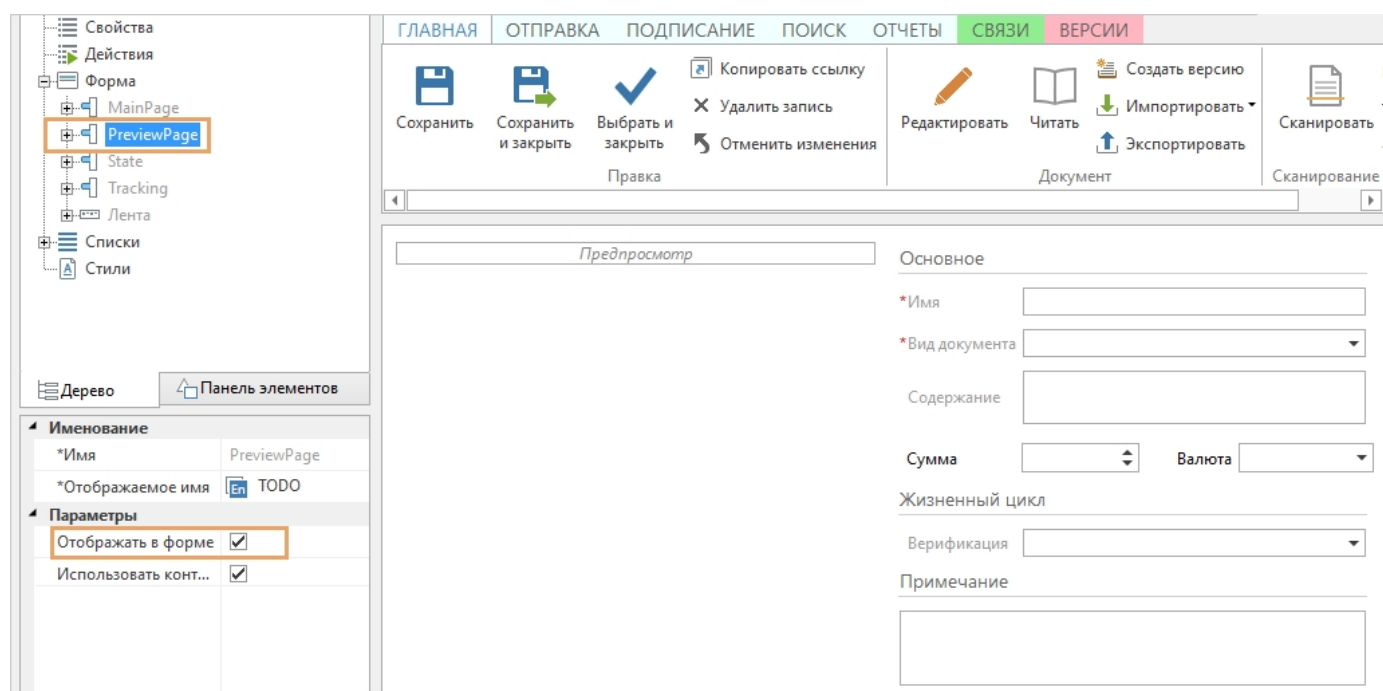 Свойства
Действия
Форма
MainPage
PreviewPage
State
Tracking
Лента
Списки
Стили
Дерево
Панель элементов
Именование
*Имя PreviewPage
*Отображаемое имя En TODO
Параметры
Отображать в форме
Использовать конт...
ГЛАВНАЯ ОТПРАВКА ПОДПИСАНИЕ ПОИСК ОТЧЕТЫ СВЯЗИ ВЕРСИИ
Сохранить
Сохранить и закрыть
Выбрать и закрыть
Копировать ссылку
Удалить запись
Отменить изменения
Правка
Редактировать
Читать
Создать версию
Импортировать
Экспортировать
Документ
Сканировать
Сканирование
Предпросмотр
Основное
*Имя
*Вид документа
Содержание
Сумма Валюта
Жизненный цикл
Верификация
Примечание